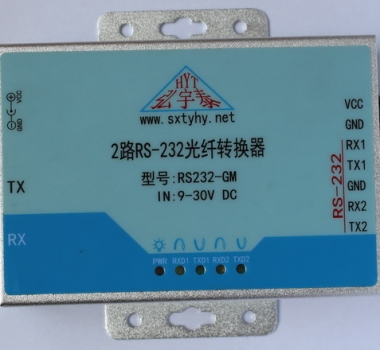 HYT
宏宇泰
www.sxtyhy.net
2路RS-232光纤转换器
型号:RS232-GM
IN:9-30V DC
VCC
TX
RX
VCC
GND
RX1
TX1
GND
RX2
TX2
RS-232
PWR RXD1 TXD1 RXD2 TXD2